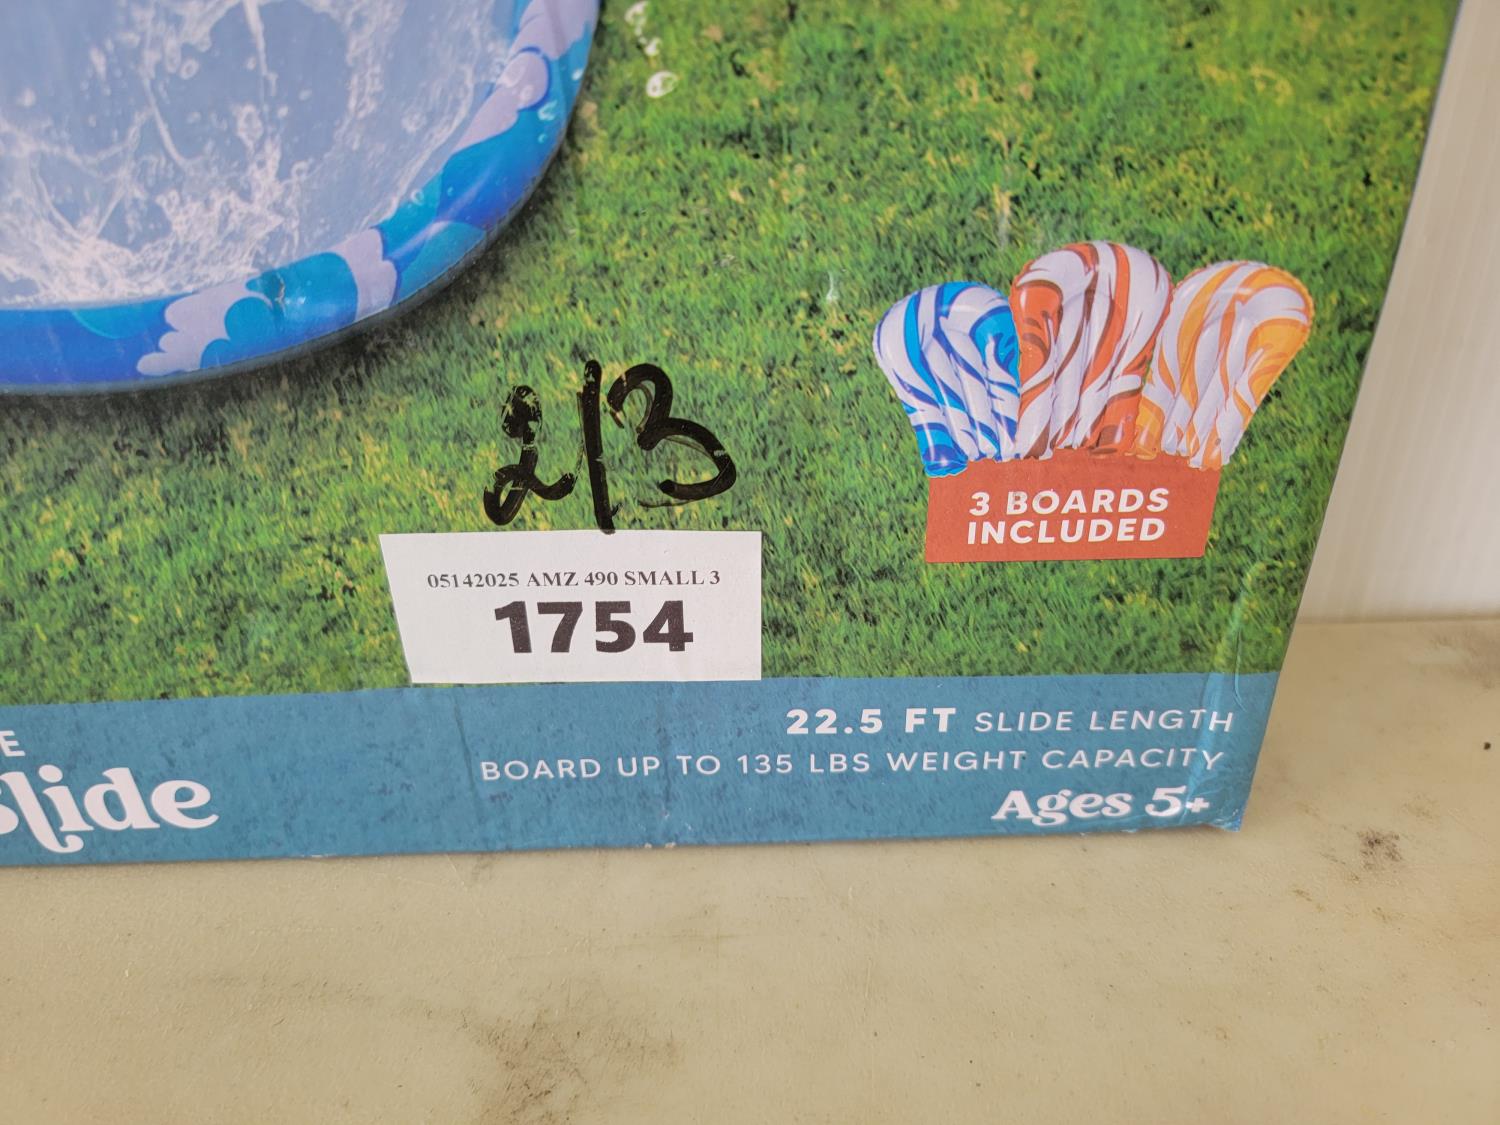 2/3
3 BOARDS
INCLUDED
05142025 AMZ 490 SMALL 3
1754
22.5 FT SLIDE LENGTH
BOARD UP TO 135 LBS WEIGHT CAPACITY
Ages 5+
E
slide